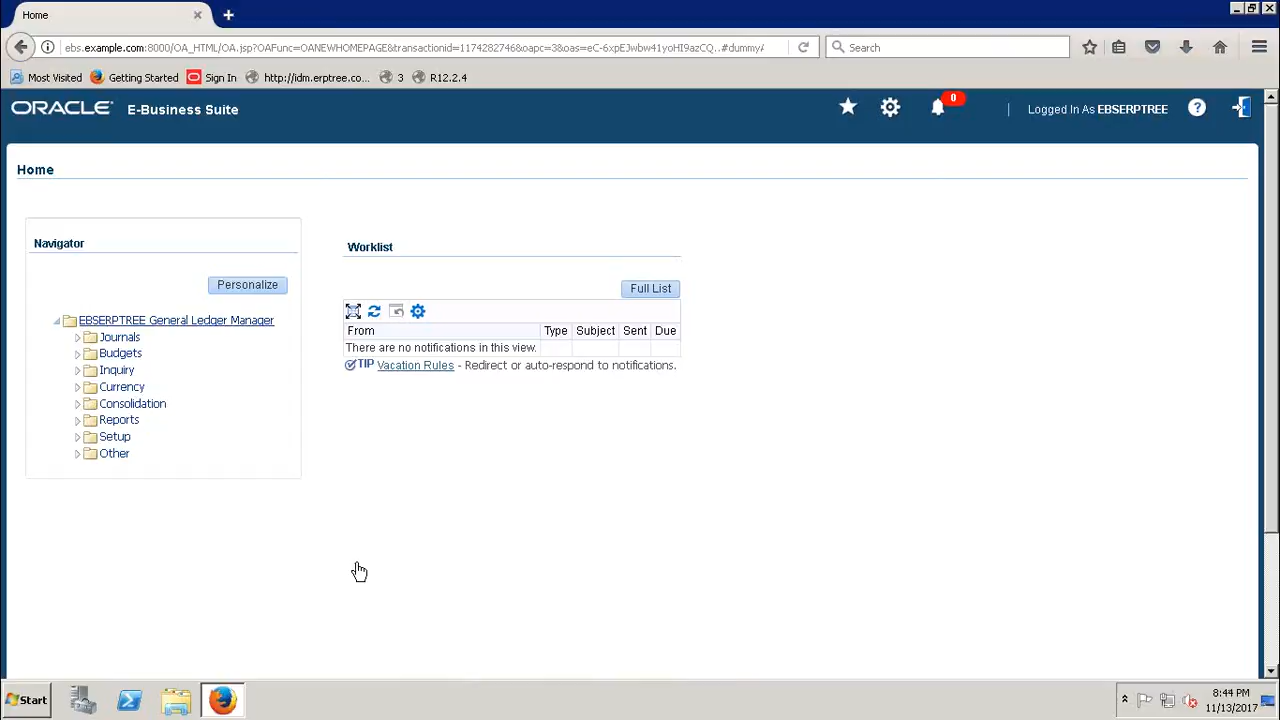 Home
ebs.example.com:8000/OA_HTML/OA.jsp?OAFunc=OANEWHOMEPAGE&transactionid=1174282746&oapc=3&oas=eC-6xpEJwbw41yoHI9azCQ..#dummyA
Search
Most Visited Getting Started Sign In http://idm.erptree.co... 3 R12.2.4
ORACLE E-Business Suite
0
Logged In As EBSERPTREE ?
Home
Navigator
Personalize
EBSERPTREE General Ledger Manager
Journals
Budgets
Inquiry
Currency
Consolidation
Reports
Setup
Other
Worklist
Full List
From Type Subject Sent Due
There are no notifications in this view.
TIP Vacation Rules - Redirect or auto-respond to notifications.
Start
8:44 PM
11/13/2017